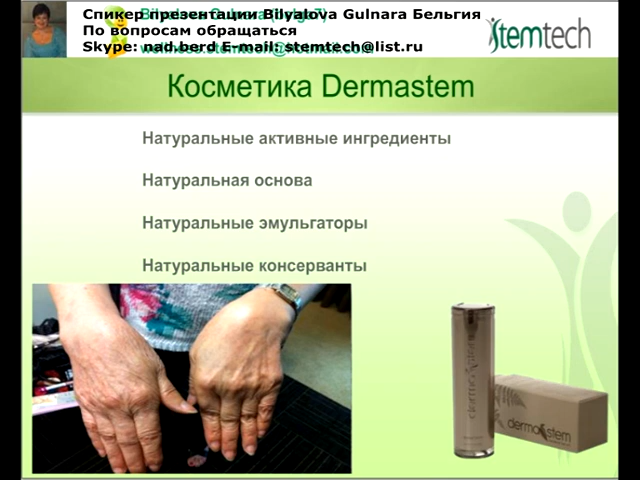 Спикер презентации Bilyalova Gulnara Бельгия
По вопросам обращаться
Skype: nad.berd E-mail: stemtech@list.ru
stemtech
Косметика Dermastem
Натуральные активные ингредиенты
Натуральная основа
Натуральные эмульгаторы
Натуральные консерванты
dermastem
dermastem